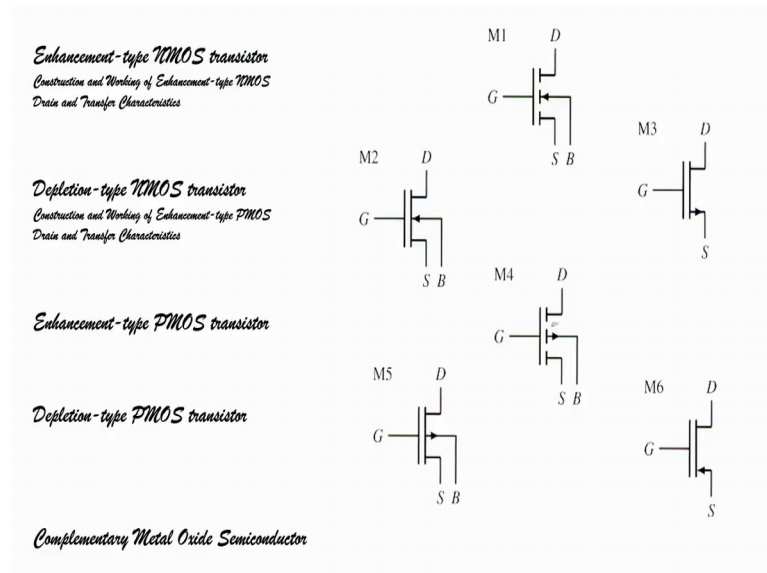 Enhancement-type NMOS transistor
Construction and Working of Enhancement-type NMOS
Drain and Transfer Characteristics
Depletion-type NMOS transistor
Construction and Working of Enhancement-type PMOS
Drain and Transfer Characteristics
Enhancement-type PMOS transistor
Depletion-type PMOS transistor
Complementary Metal Oxide Semiconductor
M1 D
G
S B
M3 D
G
S
M2 D
G
S B
M4 D
G
S B
M5 D
G
S B
M6 D
G
S